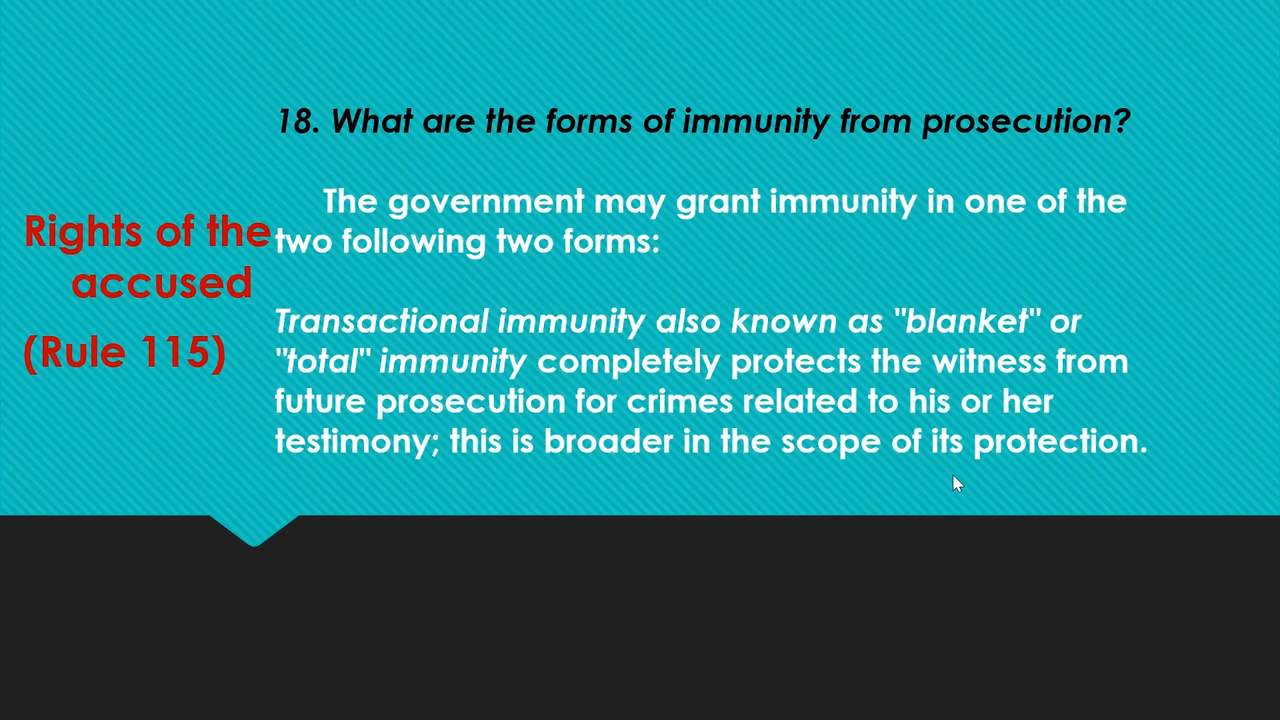 18. What are the forms of immunity from prosecution?
The government may grant immunity in one of the
two following two forms:
Rights of the
accused
(Rule 115)
Transactional immunity also known as "blanket" or
"total" immunity completely protects the witness from
future prosecution for crimes related to his or her
testimony; this is broader in the scope of its protection.